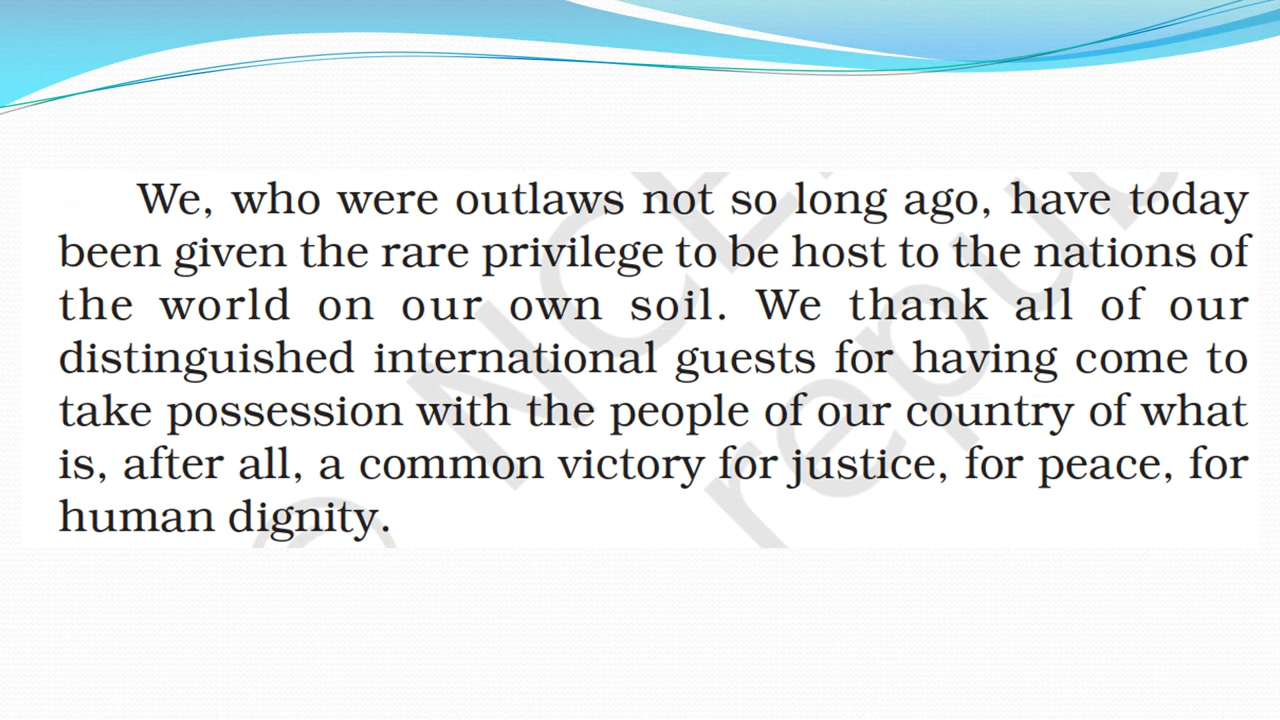 We, who were outlaws not so long ago, have today
been given the rare privilege to be host to the nations of
the world on our own soil. We thank all of our
distinguished international guests for having come to
take possession with the people of our country of what
is, after all, a common victory for justice, for peace, for
human dignity.